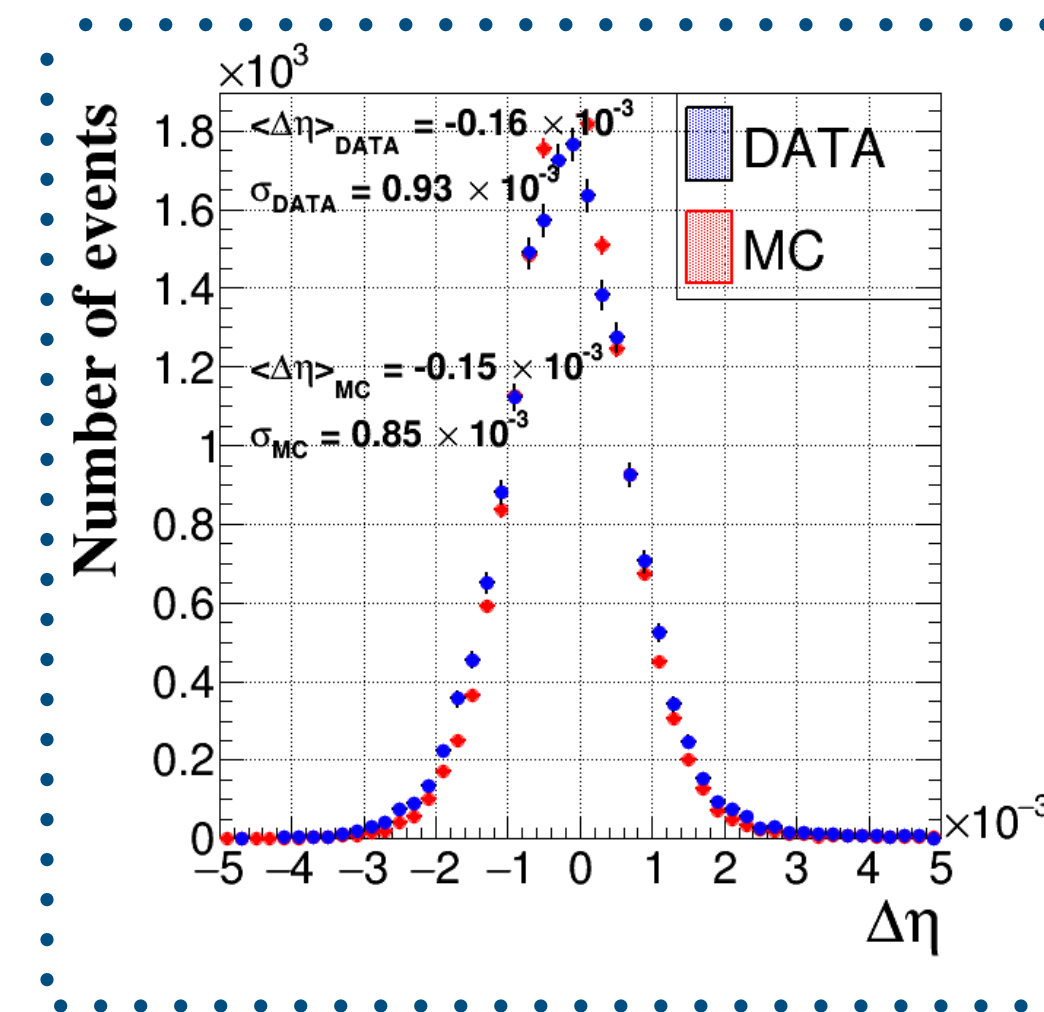 ×10³
Number of events
<Δη>DATA = -0.16 × 10-3
σDATA = 0.93 × 10-3
<Δη>MC = -0.15 × 10-3
σMC = 0.85 × 10-3
DATA
MC
1.8
1.6
1.4
1.2
1
0.8
0.6
0.4
0.2
0
−5 −4 −3 −2 −1 0 1 2 3 4 5
×10−3
Δη